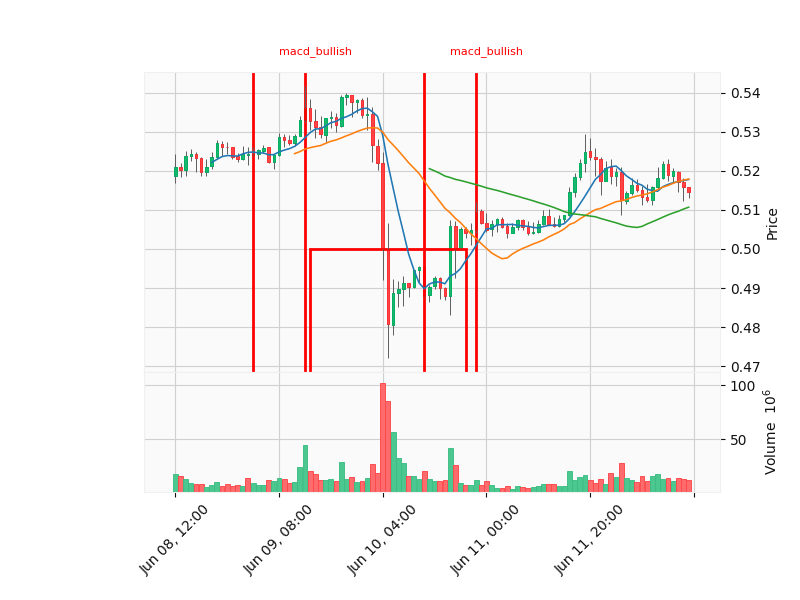 macd_bullish macd_bullish
0.54
0.53
0.52
0.51
0.50
0.49
0.48
0.47
Price
100
50
Volume 10^6
Jun 08, 12:00
Jun 09, 08:00
Jun 10, 04:00
Jun 11, 00:00
Jun 11, 20:00